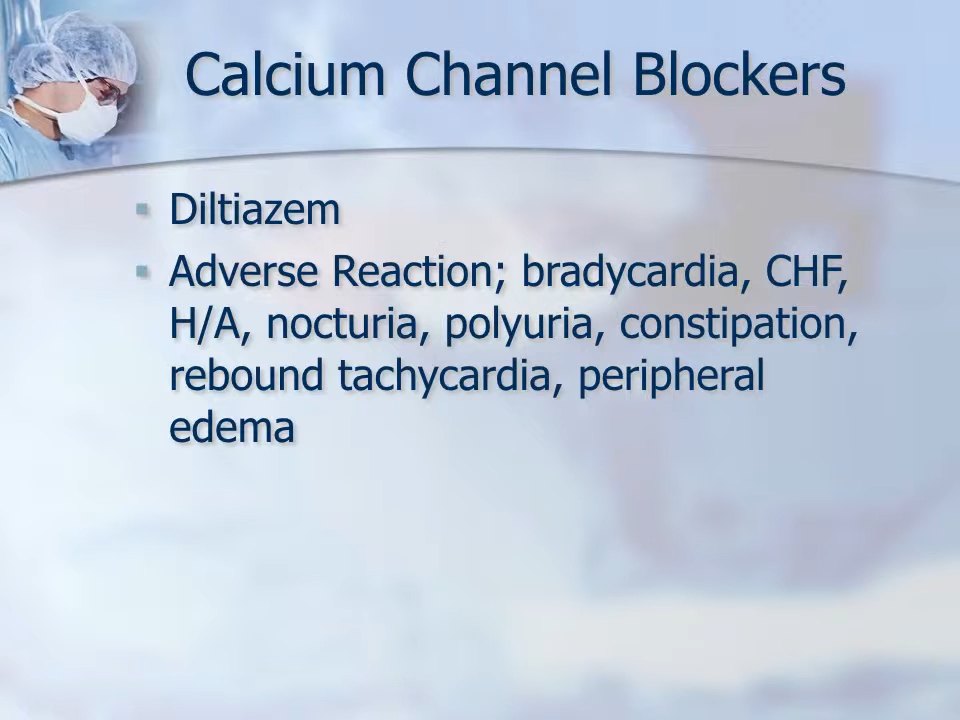 Calcium Channel Blockers
▪ Diltiazem
▪ Adverse Reaction; bradycardia, CHF,
H/A, nocturia, polyuria, constipation,
rebound tachycardia, peripheral
edema